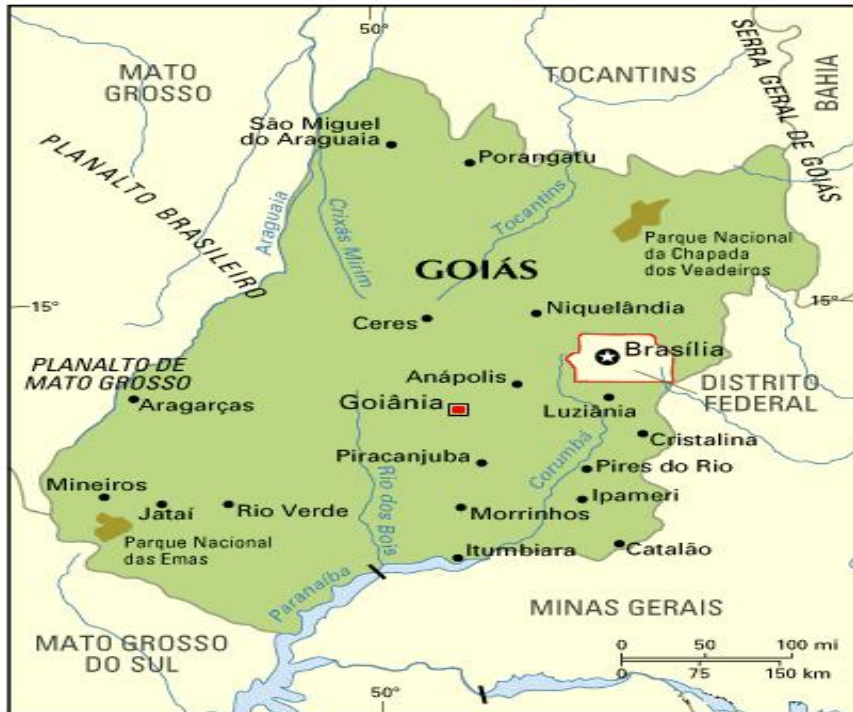 50°
MATO
GROSSO
TOCANTINS
SERRA GERAL DE GOIÁS
BAHIA
São Miguel
do Araguaia
Porangatu
PLANALTO BRASILEIRO
Araguaia
Crixás Mirim
Tocantins
Parque Nacional
da Chapada
dos Veadeiros
GOIÁS
15°
15°
Niquelândia
Ceres
Brasília
PLANALTO DE
MATO GROSSO
Anápolis
DISTRITO
FEDERAL
Aragarças
Goiânia
Luziânia
Corumbá
Cristalina
Piracanjuba
Pires do Rio
Rio dos Bois
Mineiros
Ipameri
Jataí
Rio Verde
Morrinhos
Parque Nacional
das Emas
Itumbiara
Catalão
Paranaíba
MINAS GERAIS
MATO GROSSO
DO SUL
0 50 100 mi
0 75 150 km
50°